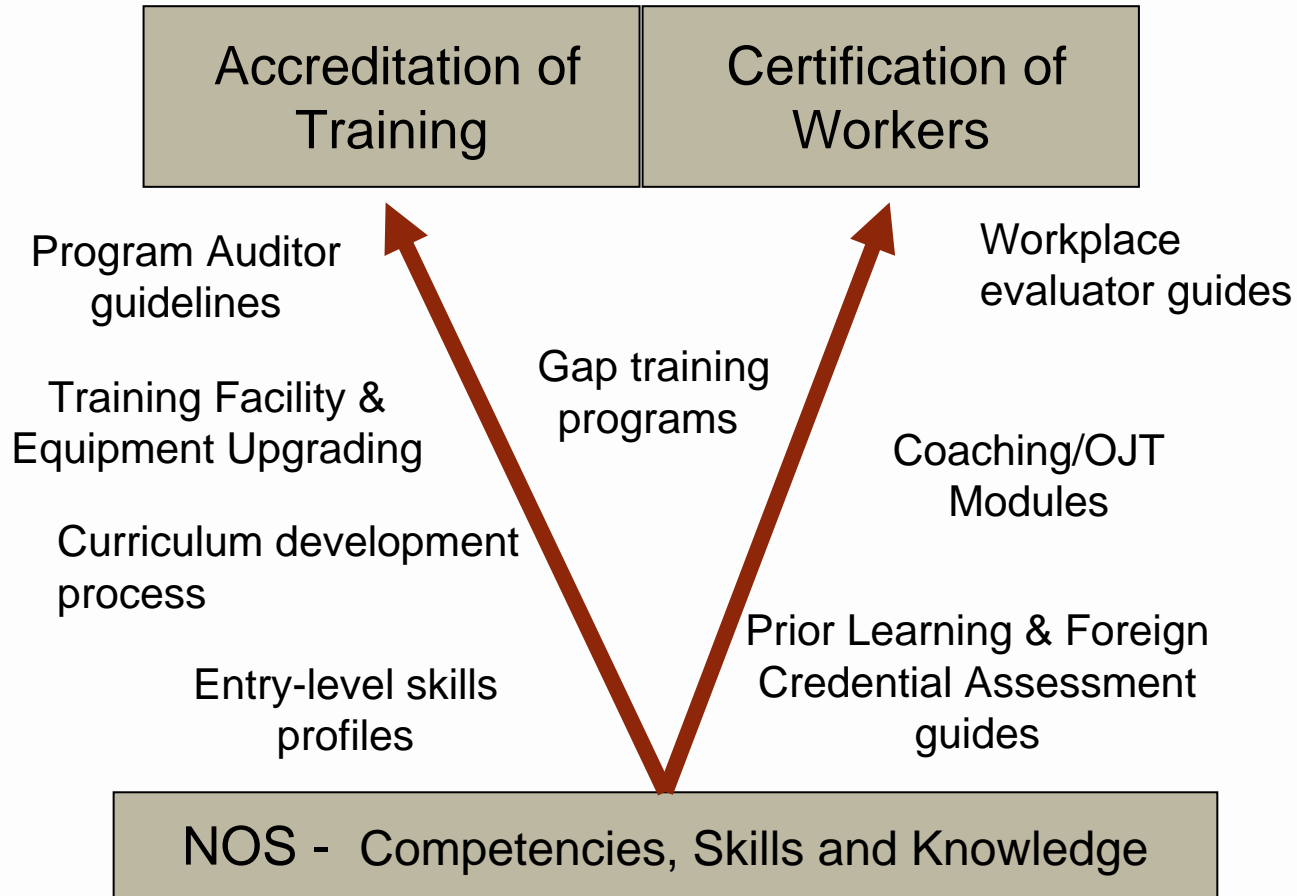 Accreditation of
Training
Certification of
Workers
Program Auditor
guidelines
Workplace
evaluator guides
Gap training
programs
Training Facility &
Equipment Upgrading
Coaching/OJT
Modules
Curriculum development
process
Prior Learning & Foreign
Credential Assessment
guides
Entry-level skills
profiles
NOS - Competencies, Skills and Knowledge